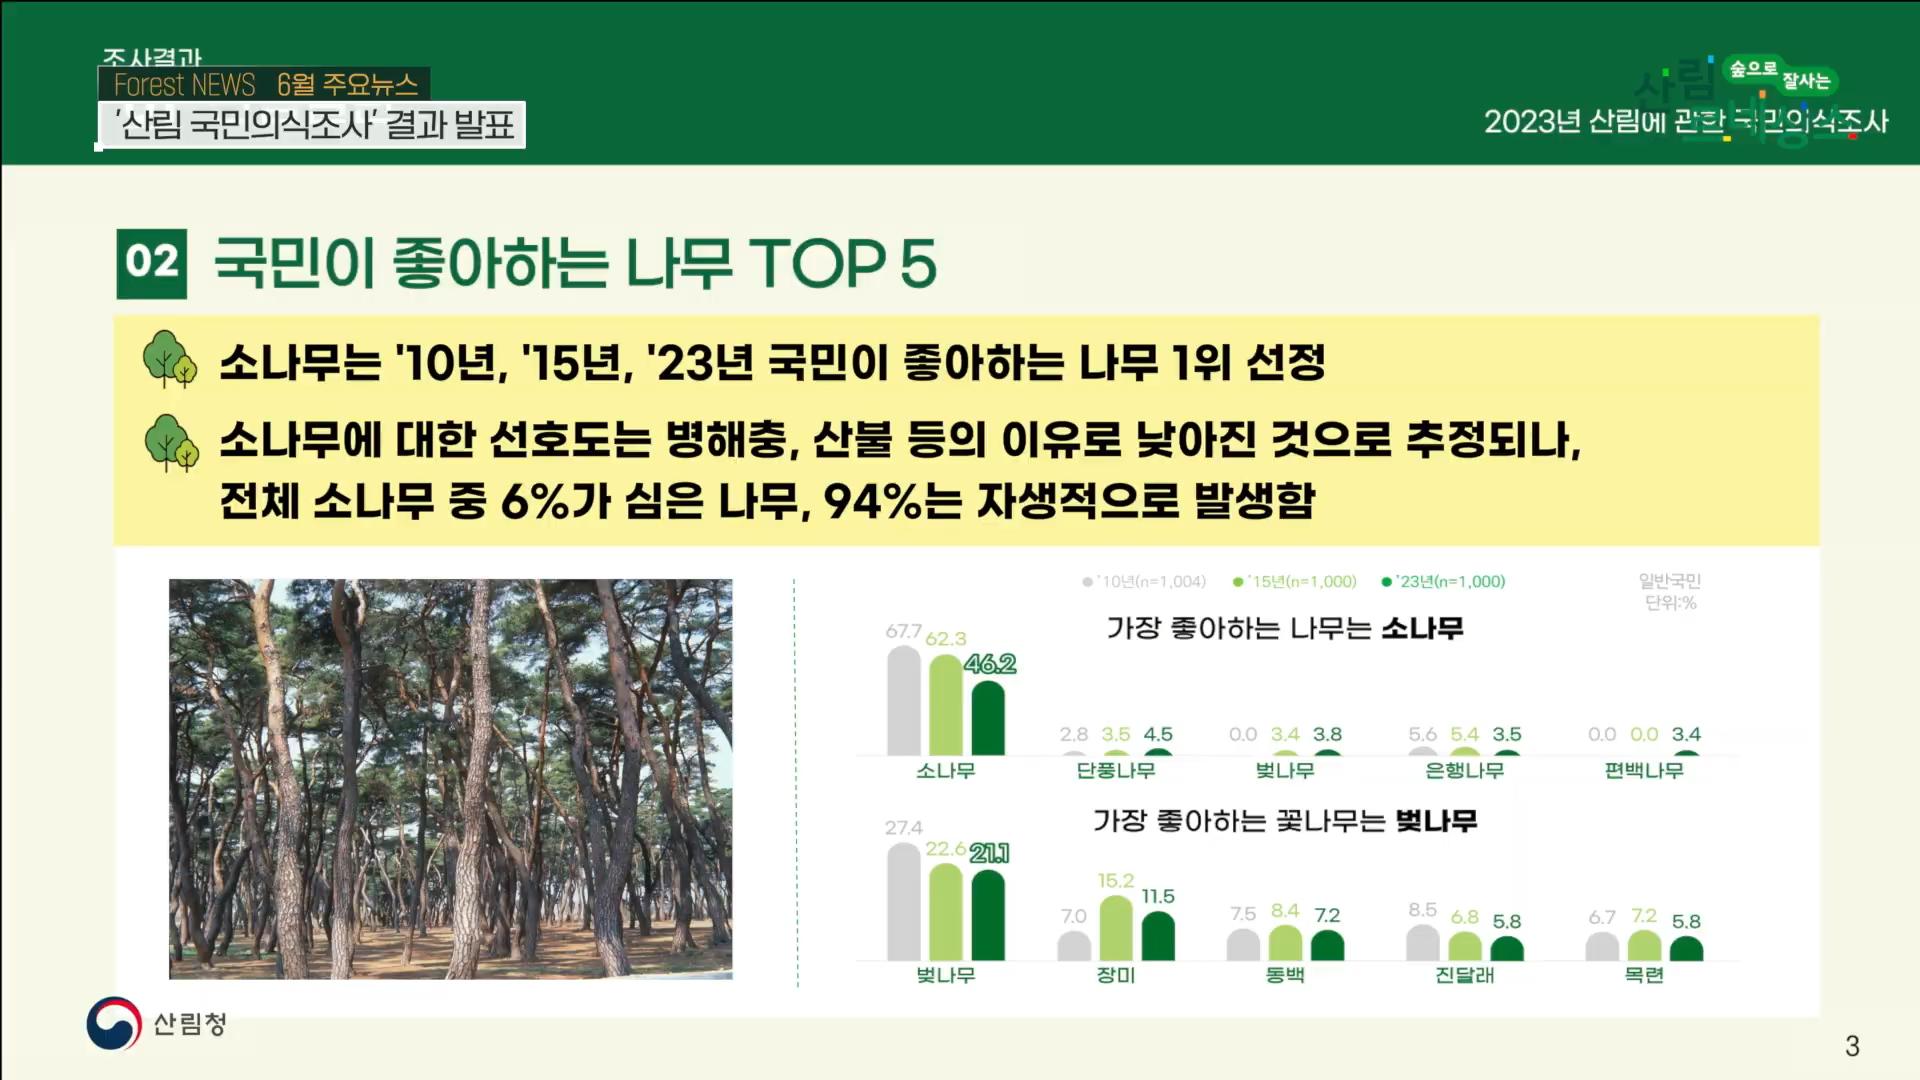 조사결과
Forest NEWS 6월 주요뉴스
'산림 국민의식조사' 결과 발표
숲으로
잘사는
산림
2023년 산림에 관한 국민의식조사
02 국민이 좋아하는 나무 TOP 5
소나무는 '10년, '15년, '23년 국민이 좋아하는 나무 1위 선정
소나무에 대한 선호도는 병해충, 산불 등의 이유로 낮아진 것으로 추정되나,
전체 소나무 중 6%가 심은 나무, 94%는 자생적으로 발생함
'10년(n=1,004) '15년(n=1,000) '23년(n=1,000)
일반국민
단위:%
가장 좋아하는 나무는 소나무
67.7 62.3 46.2
2.8 3.5 4.5 0.0 3.4 3.8 5.6 5.4 3.5 0.0 0.0 3.4
소나무 단풍나무 벚나무 은행나무 편백나무
가장 좋아하는 꽃나무는 벚나무
27.4 22.6 21.1
7.0 15.2 11.5 7.5 8.4 7.2 8.5 6.8 5.8 6.7 7.2 5.8
벚나무 장미 동백 진달래 목련
산림청
3